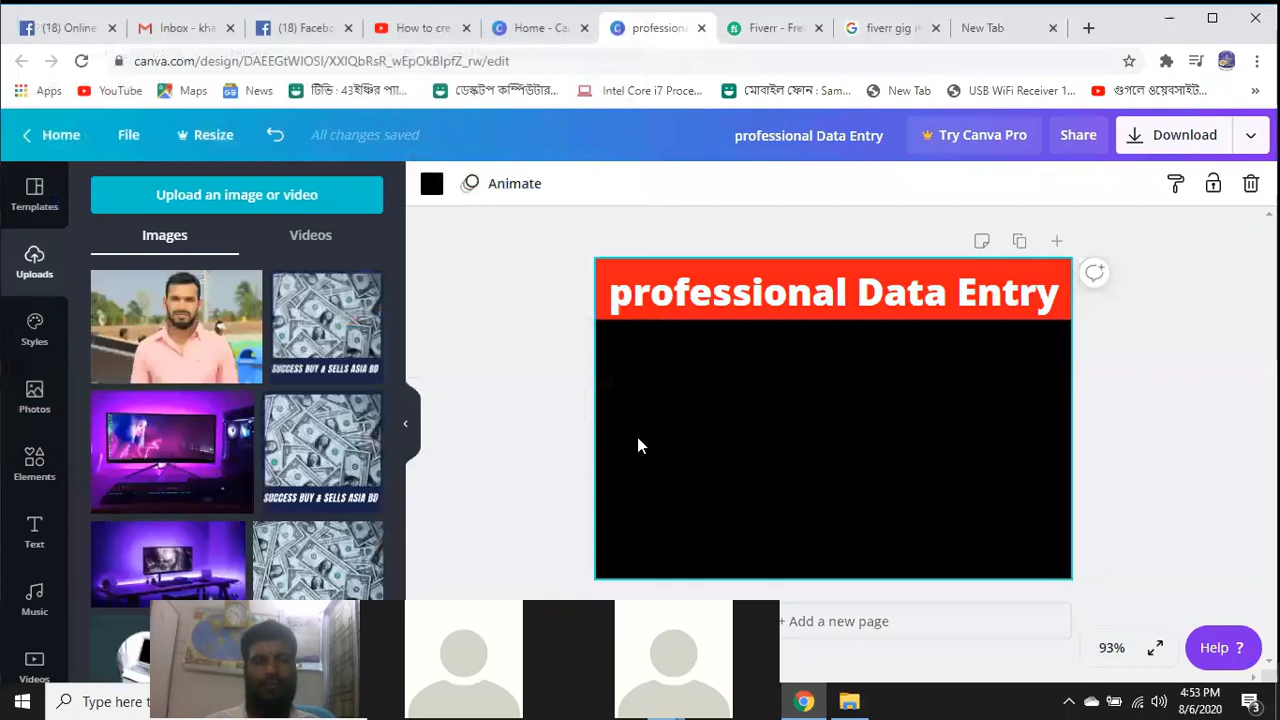 (18) Online
Inbox - kha
(18) Facebo
How to cre
Home - Ca
professiona
Fiverr - Fre
fiverr gig in
New Tab
canva.com/design/DAEEGtWIOSI/XXIQbRsR_wEpOkBIpfZ_rw/edit
Apps
YouTube
Maps
News
টিভি : 43ইঞ্চির প্যা...
ডেস্কটপ কম্পিউটার...
Intel Core i7 Proce...
মোবাইল ফোন : Sam...
New Tab
USB WiFi Receiver 1...
গুগলে ওয়েবসাইট...
Home
File
Resize
All changes saved
professional Data Entry
Try Canva Pro
Share
Download
Templates
Uploads
Styles
Photos
Elements
Text
Music
Videos
Upload an image or video
Images
Videos
SUCCESS BUY & SELLS ASIA BD
SUCCESS BUY & SELLS ASIA BD
Animate
professional Data Entry
+ Add a new page
93%
Help ?
Type here t
4:53 PM
8/6/2020
3